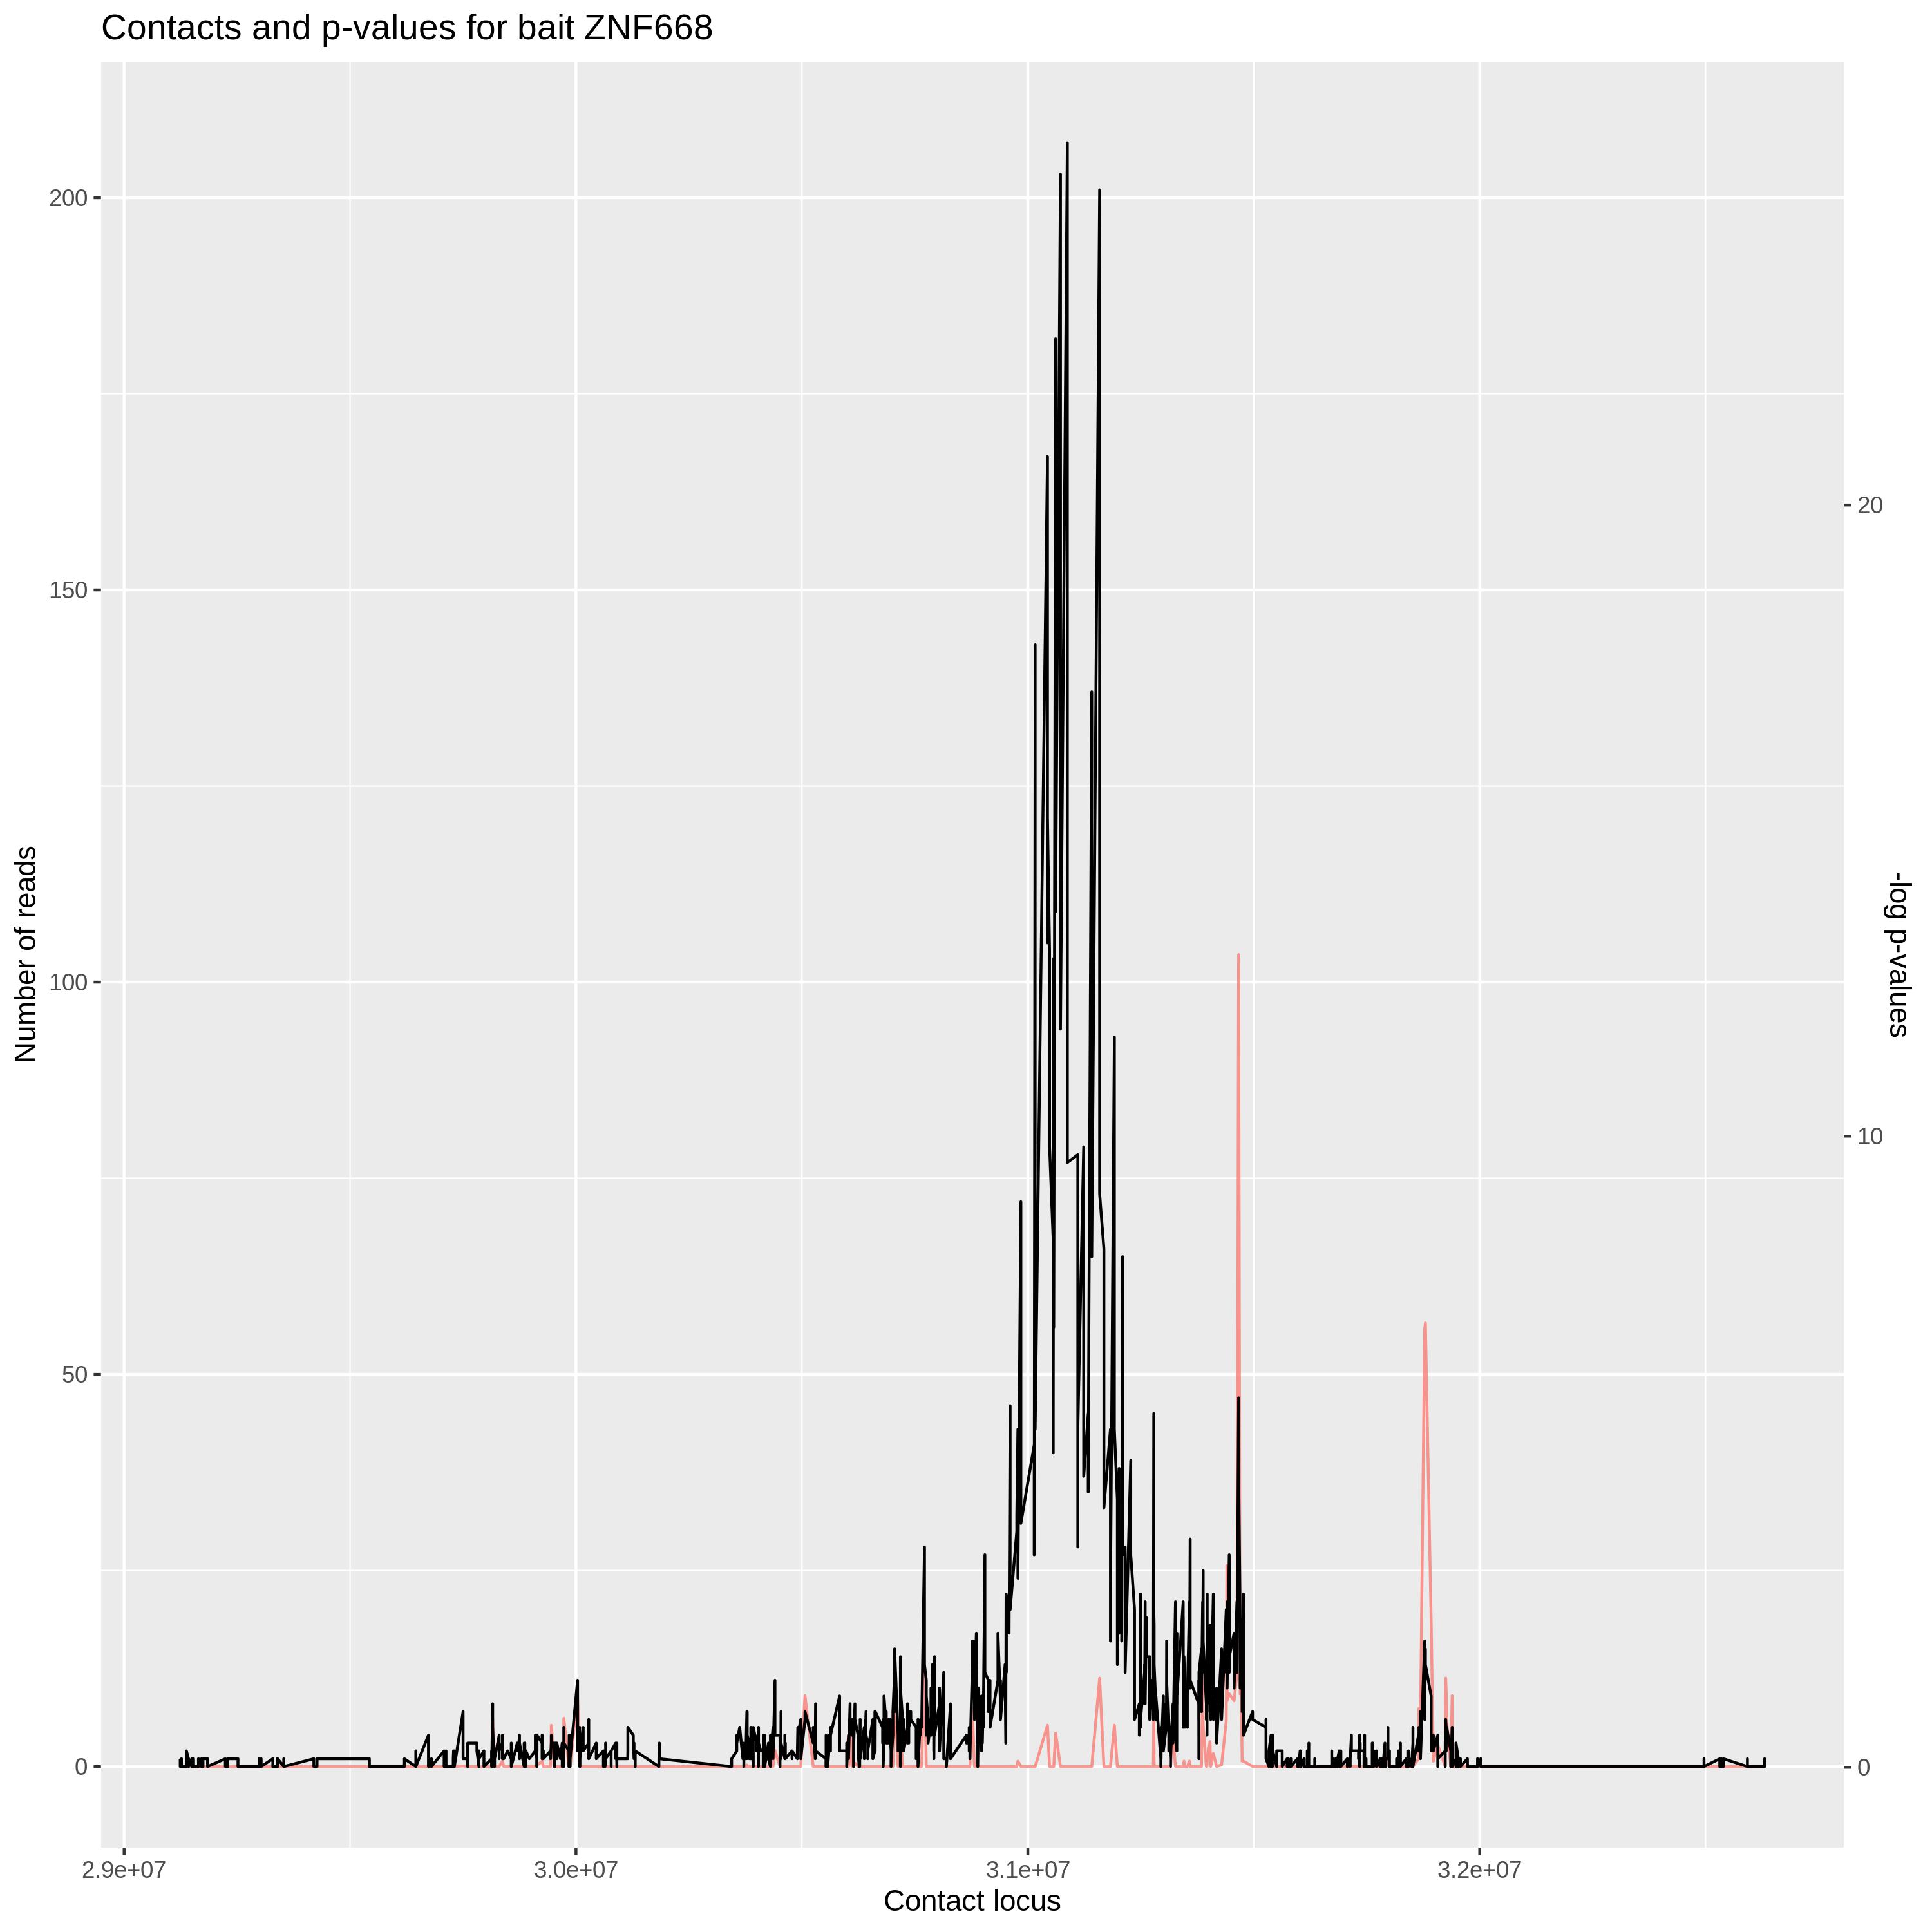 Contacts and p-values for bait ZNF668
200
150
100
50
0
Number of reads
20
10
0
-log p-values
2.9e+07
3.0e+07
3.1e+07
3.2e+07
Contact locus